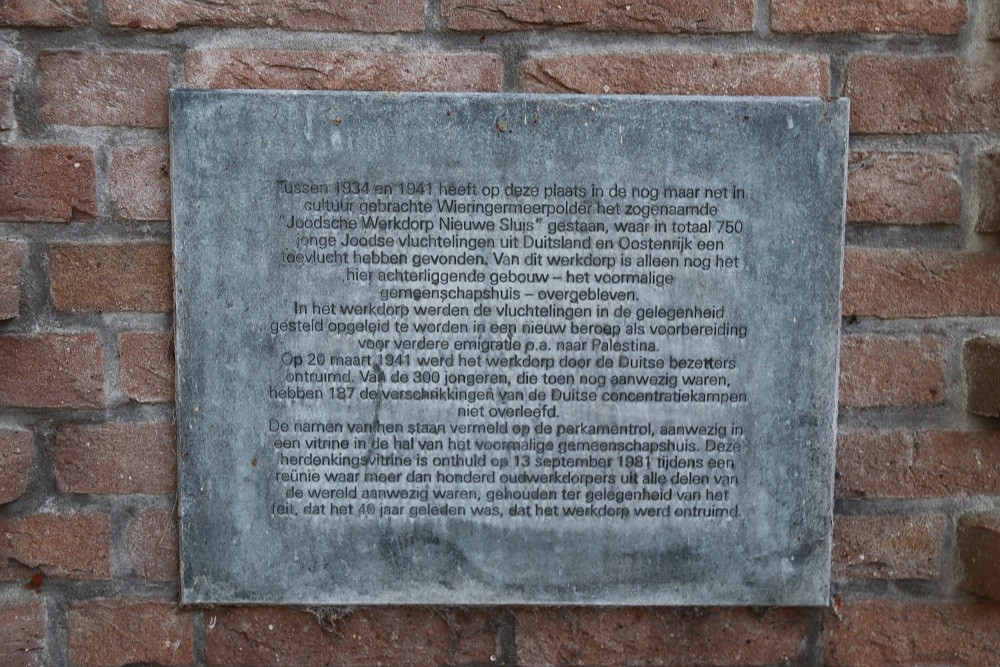 Tussen 1934 en 1941 heeft op deze plaats in de nog maar net in
cultuur gebrachte Wieringermeerpolder het zogenaamde
"Joodsche Werkdorp Nieuwe Sluis" gestaan, waar in totaal 750
jonge Joodse vluchtelingen uit Duitsland en Oostenrijk een
toevlucht hebben gevonden. Van dit werkdorp is alleen nog het
hier achterliggende gebouw – het voormalige
gemeenschapshuis – overgebleven.
In het werkdorp werden de vluchtelingen in de gelegenheid
gesteld opgeleid te worden in een nieuw beroep als voorbereiding
voor verdere emigratie o.a. naar Palestina.
Op 20 maart 1941 werd het werkdorp door de Duitse bezetters
ontruimd. Van de 300 jongeren, die toen nog aanwezig waren,
hebben 187 de verschrikkingen van de Duitse concentratiekampen
niet overleefd.
De namen van hen staan vermeld op de perkamentrol, aanwezig in
een vitrine in de hal van het voormalige gemeenschapshuis. Deze
herdenkingsvitrine is onthuld op 13 september 1981 tijdens een
reünie waar meer dan honderd oudwerkdorpers uit alle delen van
de wereld aanwezig waren, gehouden ter gelegenheid van het
feit, dat het 40 jaar geleden was, dat het werkdorp werd ontruimd.